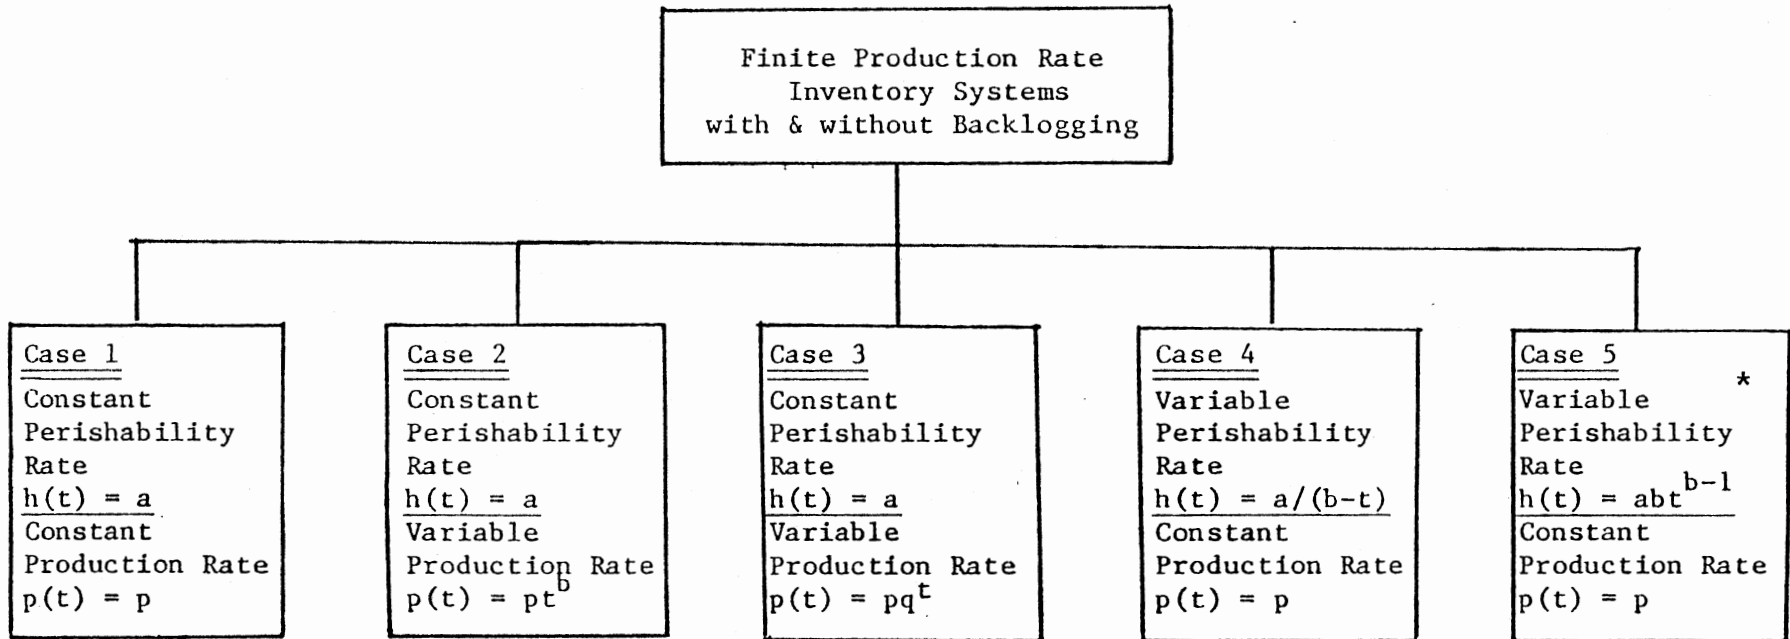 Finite Production Rate
Inventory Systems
with & without Backlogging
Case 1
Constant
Perishability
Rate
h(t) = a
Constant
Production Rate
p(t) = p
Case 2
Constant
Perishability
Rate
h(t) = a
Variable
Production Rate
p(t) = pt^b
Case 3
Constant
Perishability
Rate
h(t) = a
Variable
Production Rate
p(t) = pq^t
Case 4
Variable
Perishability
Rate
h(t) = a/(b-t)
Constant
Production Rate
p(t) = p
Case 5
*
Variable
Perishability
Rate
h(t) = abt^{b-1}
Constant
Production Rate
p(t) = p